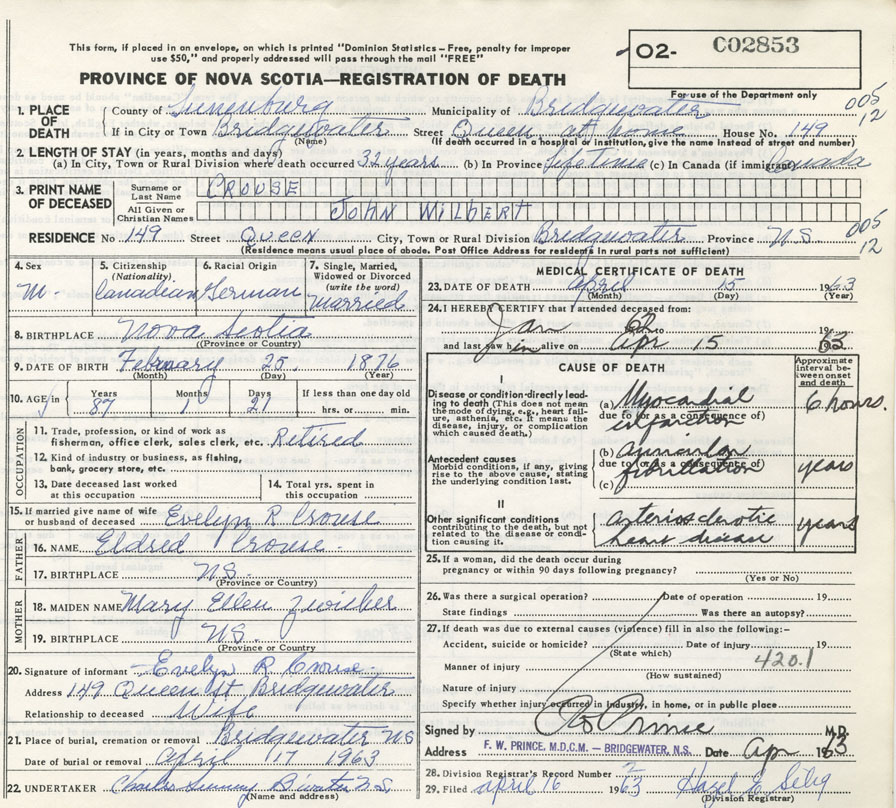 This form, if placed in an envelope, on which is printed "Dominion Statistics - Free, penalty for improper
use $50," and properly addressed will pass through the mail "FREE"
O2- C02853
For use of the Department only
PROVINCE OF NOVA SCOTIA—REGISTRATION OF DEATH
005
12
1. PLACE OF DEATH
County of Lunenburg Municipality of Bridgewater
If in City or Town Bridgewater Street Queen at home House No. 149
(Name) (If death occurred in a hospital or institution, give the name instead of street and number)
2. LENGTH OF STAY (in years, months and days)
(a) In City, Town or Rural Division where death occurred 32 years (b) In Province Life time (c) In Canada (if immigrant) Canada
3. PRINT NAME OF DECEASED
Surname or Last Name CROUSE
All Given or Christian Names JOHN WILBERT
RESIDENCE No. 149 Street Queen City, Town or Rural Division Bridgewater Province N.S.
(Residence means usual place of abode. Post Office Address for residents in rural parts not sufficient)
005
12
4. Sex M.
5. Citizenship (Nationality) Canadian
6. Racial Origin German
7. Single, Married, Widowed or Divorced (write the word) Married
8. BIRTHPLACE Nova Scotia
(Province or Country)
9. DATE OF BIRTH February 25 1876
(Month) (Day) (Year)
10. AGE in Years 87 Months 1 Days 21 If less than one day old hrs. or min.
OCCUPATION
11. Trade, profession, or kind of work as fisherman, office clerk, sales clerk, etc. Retired
12. Kind of industry or business, as fishing, bank, grocery store, etc.
13. Date deceased last worked at this occupation
14. Total yrs. spent in this occupation
15. If married give name of wife or husband of deceased Evelyn R Crouse
FATHER
16. NAME Eldred Crouse
17. BIRTHPLACE N.S.
(Province or Country)
MOTHER
18. MAIDEN NAME Mary Ellen Zwicker
19. BIRTHPLACE N.S.
(Province or Country)
20. Signature of informant Evelyn R Crouse
Address 149 Queen St Bridgewater
Relationship to deceased Wife
21. Place of burial, cremation or removal Bridgewater NS
Date of burial or removal April 17 1963
22. UNDERTAKER Charles B'water N.S.
(Name and address)
MEDICAL CERTIFICATE OF DEATH
23. DATE OF DEATH April 15 1963
(Month) (Day) (Year)
24. I HEREBY CERTIFY that I attended deceased from:
Jan 62 to 19
and last saw h im alive on Apr 15 1963
CAUSE OF DEATH
Approximate interval between onset and death
I
Disease or condition directly leading to death (This does not mean the mode of dying, e.g., heart failure, asthenia, etc. It means the disease, injury, or complication which caused death.)
(a) Myocardial infarction 6 hours.
due to (or as a consequence of)
Antecedent causes
Morbid conditions, if any, giving rise to the above cause, stating the underlying condition last.
(b) auricular fibrillation years
due to (or as a consequence of)
(c)
II
Other significant conditions contributing to the death, but not related to the disease or condition causing it.
arteriosclerotic heart disease years
25. If a woman, did the death occur during pregnancy or within 90 days following pregnancy?
(Yes or No)
26. Was there a surgical operation? Date of operation 19
State findings Was there an autopsy?
27. If death was due to external causes (violence) fill in also the following:-
Accident, suicide or homicide? Date of injury 19
(State which)
Manner of injury 420.1
(How sustained)
Nature of injury
Specify whether injury occurred in industry, in home, or in public place
Signed by Prince M.D.
Address F. W. PRINCE, M.D.C.M. – BRIDGEWATER, N.S. Date Apr 1963
28. Division Registrar's Record Number 2
29. Filed April 16 1963 Hazel E. Selig
(Division Registrar)